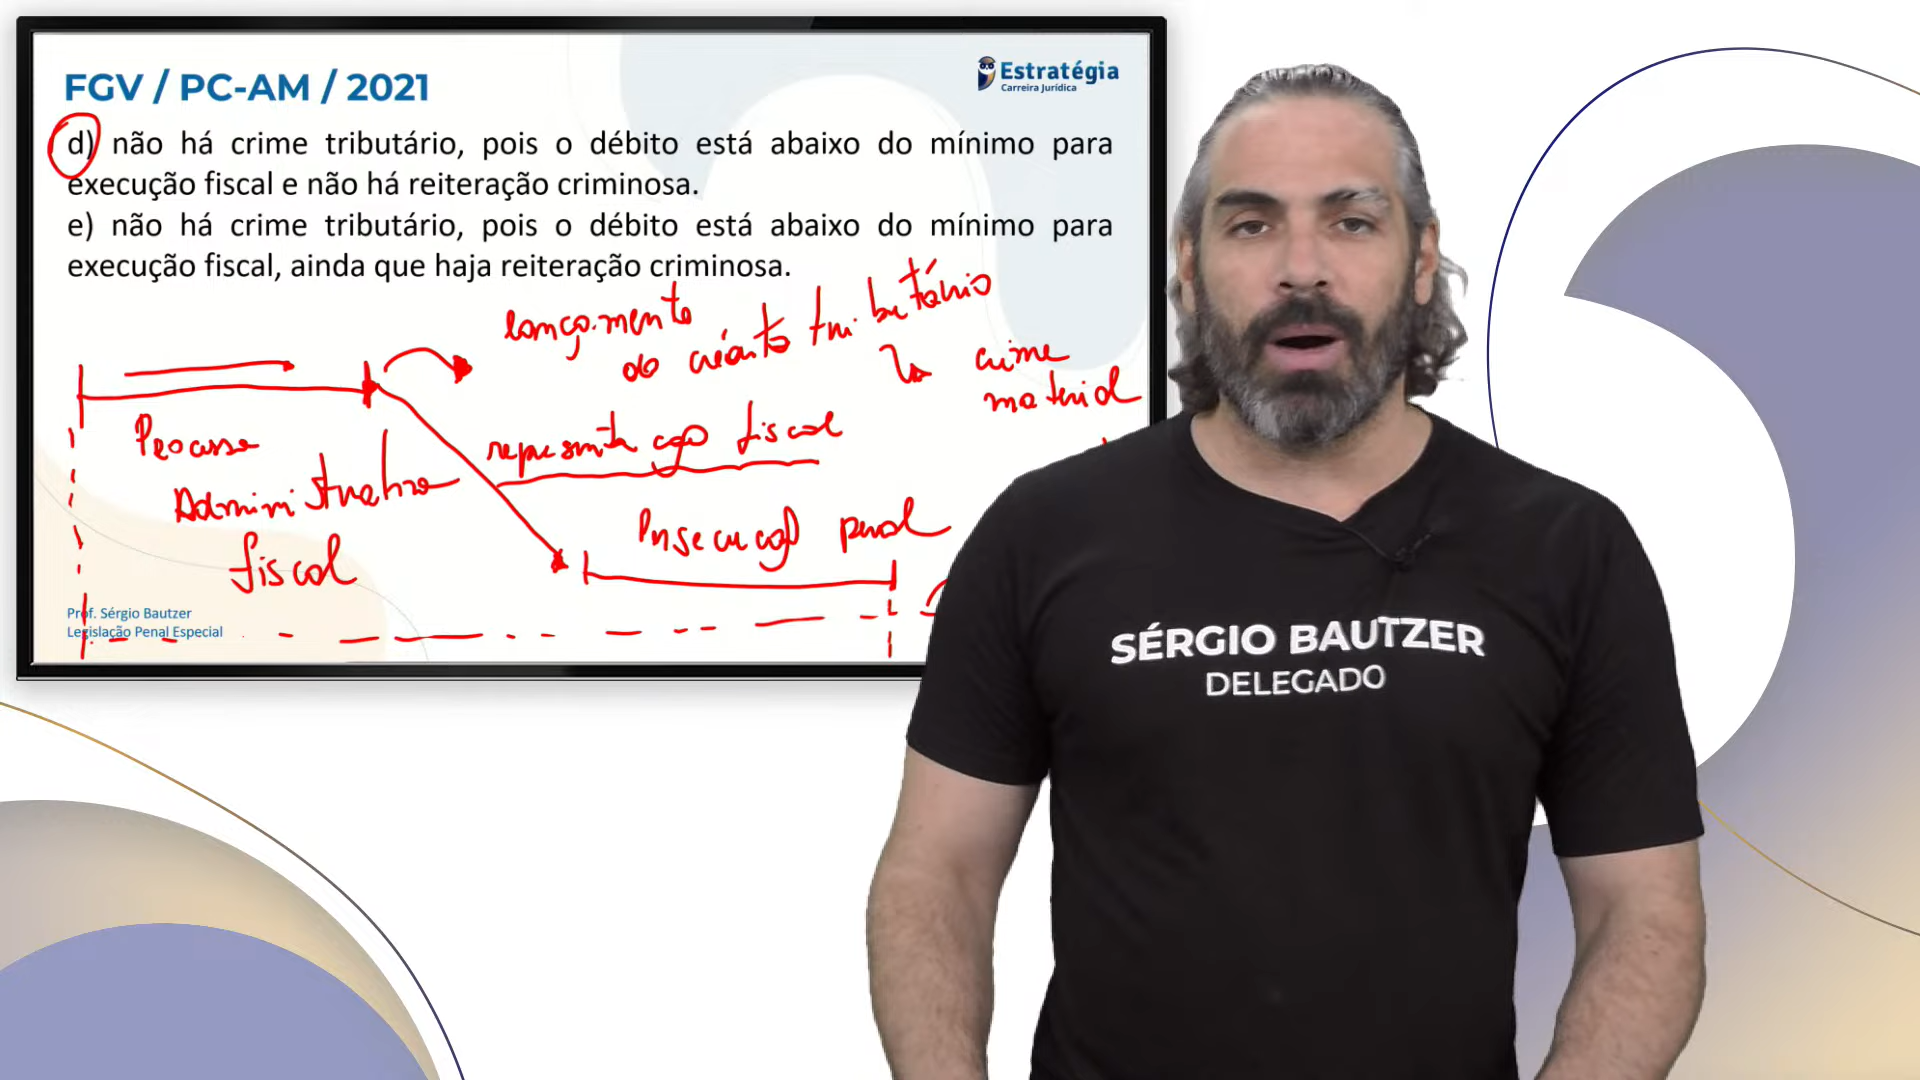 FGV / PC-AM / 2021
Estratégia
Carreira Jurídica
d) não há crime tributário, pois o débito está abaixo do mínimo para
execução fiscal e não há reiteração criminosa.
e) não há crime tributário, pois o débito está abaixo do mínimo para
execução fiscal, ainda que haja reiteração criminosa.
lançamento
do crédito tributário
crime
material
Processo
Administrativo
fiscal
representação fiscal
Persecução penal
Prof. Sérgio Bautzer
Legislação Penal Especial
SÉRGIO BAUTZER
DELEGADO